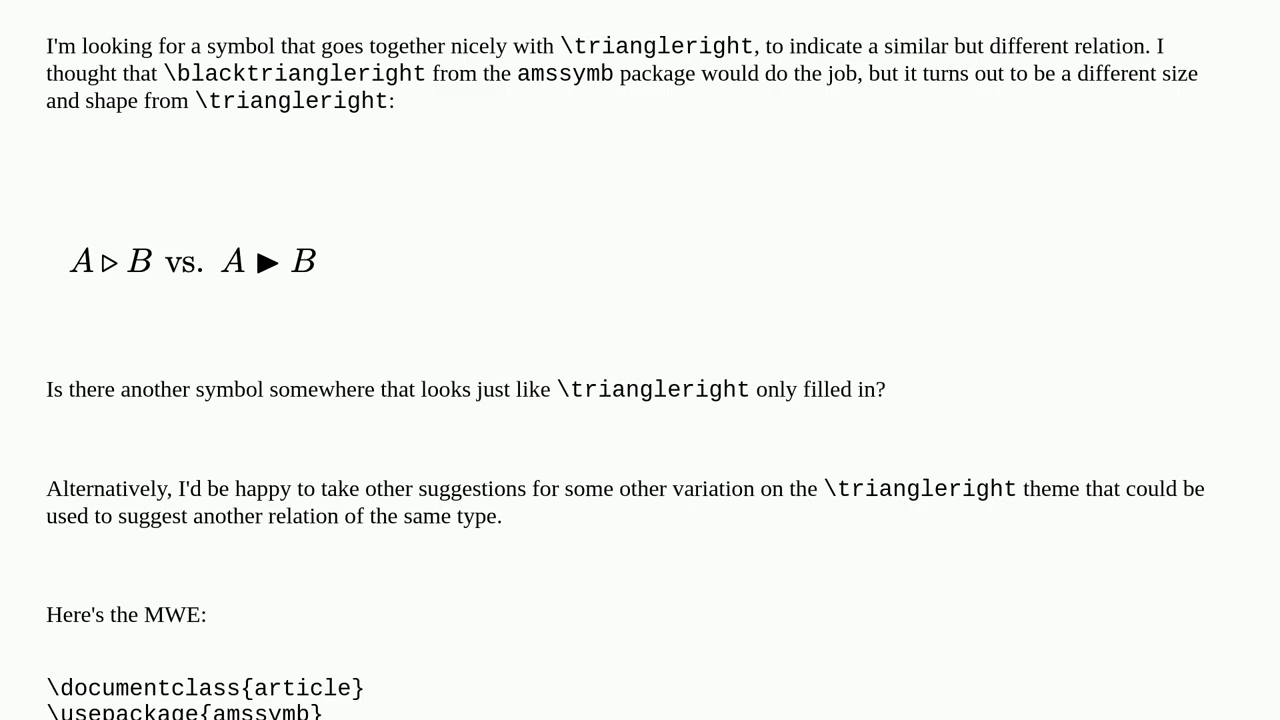 I'm looking for a symbol that goes together nicely with \triangleright, to indicate a similar but different relation. I
thought that \blacktriangleright from the amssymb package would do the job, but it turns out to be a different size
and shape from \triangleright:
A ▹ B vs. A ▶ B
Is there another symbol somewhere that looks just like \triangleright only filled in?
Alternatively, I'd be happy to take other suggestions for some other variation on the \triangleright theme that could be
used to suggest another relation of the same type.
Here's the MWE:
\documentclass{article}
\usepackage{amssymb}